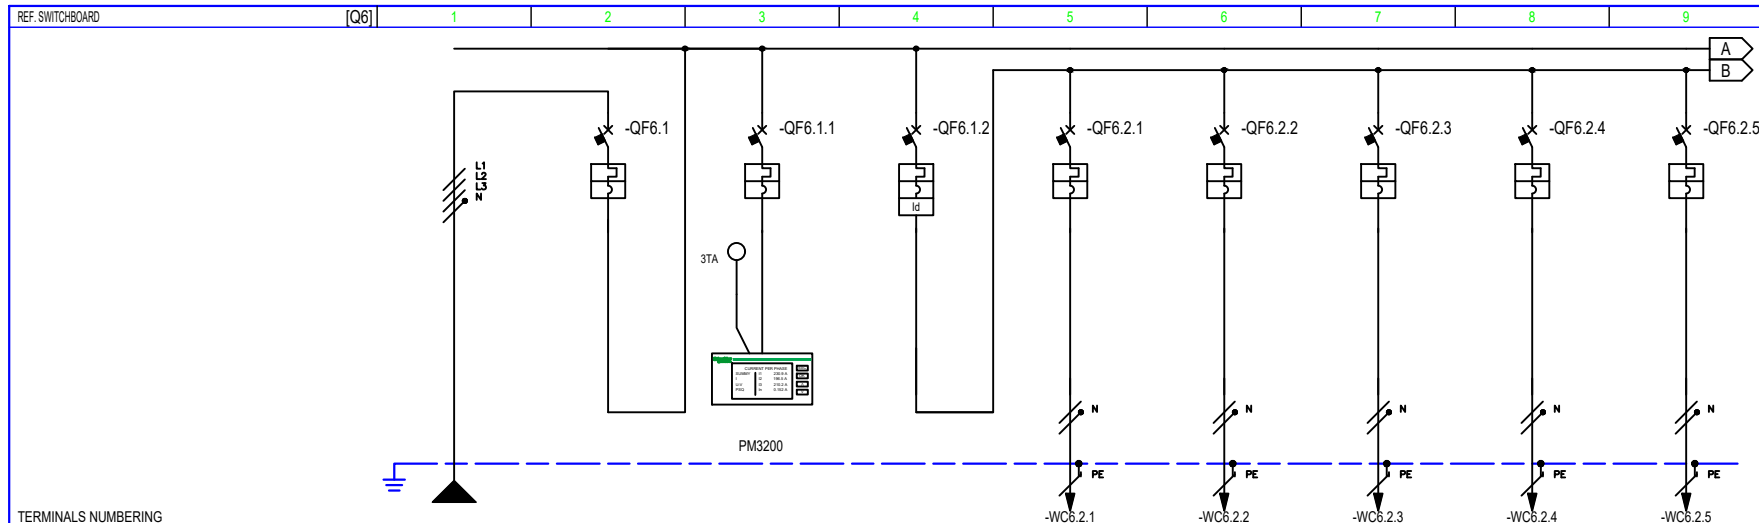 REF. SWITCHBOARD [Q6] 1 2 3 4 5 6 7 8 9
A
B
-QF6.1 -QF6.1.1 -QF6.1.2 -QF6.2.1 -QF6.2.2 -QF6.2.3 -QF6.2.4 -QF6.2.5
L1
L2
L3
N
Id
3TA
CURRENT PER PHASE
N N N N N
PM3200
PE PE PE PE PE
TERMINALS NUMBERING -WC6.2.1 -WC6.2.2 -WC6.2.3 -WC6.2.4 -WC6.2.5